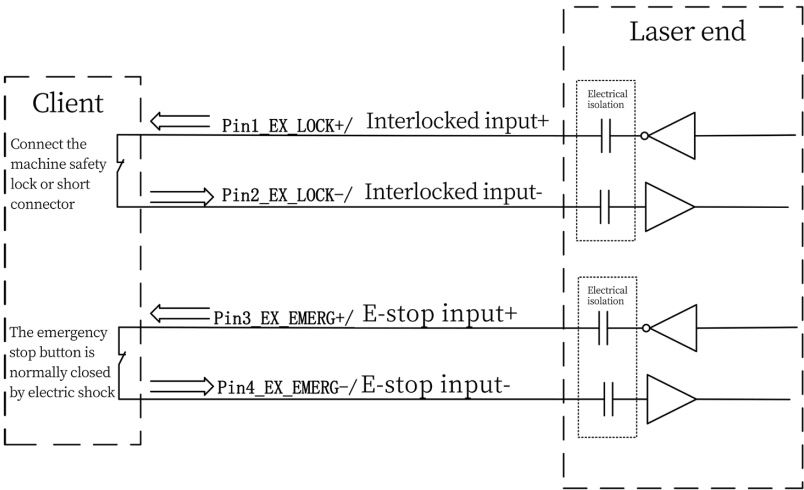 Laser end
Client
Electrical
isolation
Pin1_EX_LOCK+/ Interlocked input+
Connect the
machine safety
lock or short
connector
Pin2_EX_LOCK-/ Interlocked input-
Electrical
isolation
Pin3_EX_EMERG+/ E-stop input+
The emergency
stop button is
normally closed
by electric shock
Pin4_EX_EMERG-/ E-stop input-